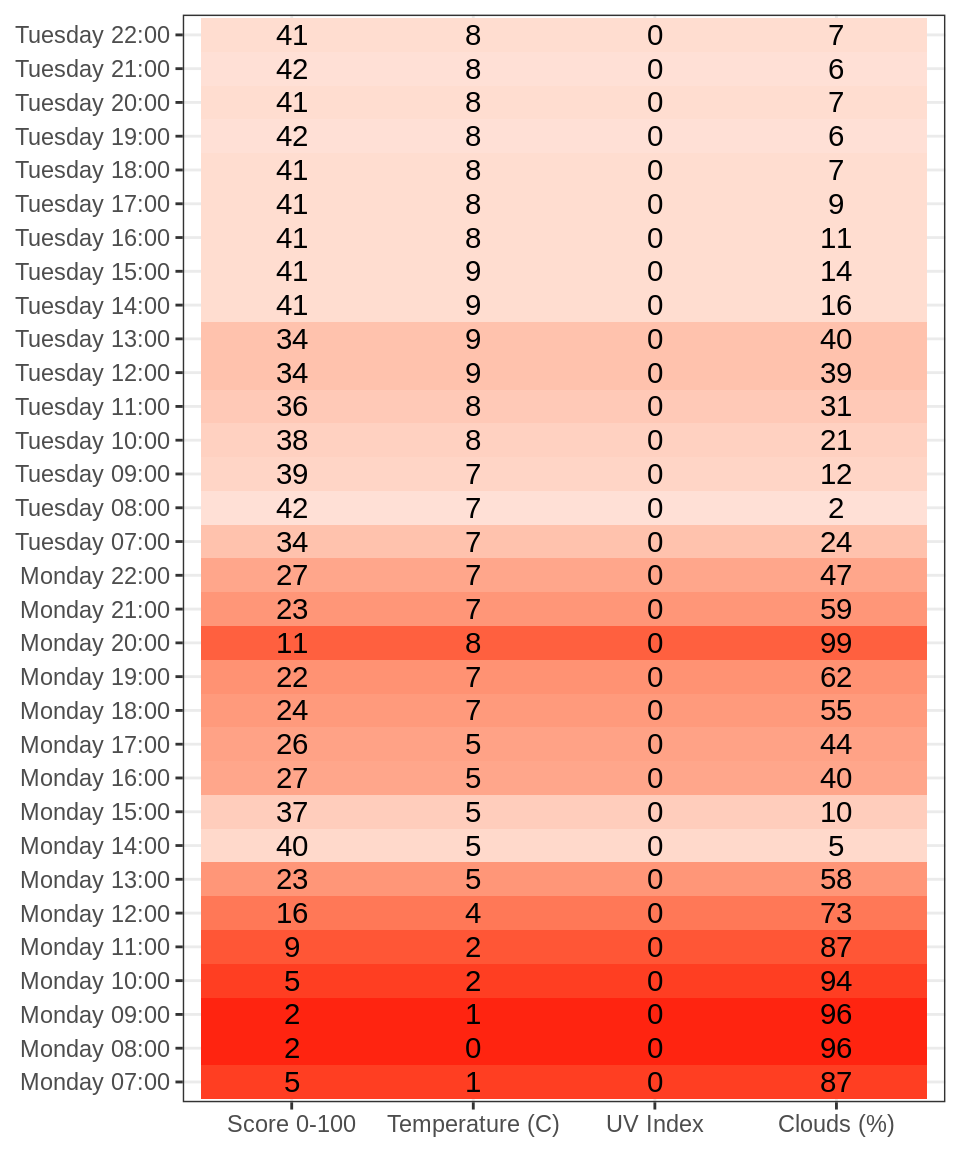 Tuesday 22:00 41 8 0 7
Tuesday 21:00 42 8 0 6
Tuesday 20:00 41 8 0 7
Tuesday 19:00 42 8 0 6
Tuesday 18:00 41 8 0 7
Tuesday 17:00 41 8 0 9
Tuesday 16:00 41 8 0 11
Tuesday 15:00 41 9 0 14
Tuesday 14:00 41 9 0 16
Tuesday 13:00 34 9 0 40
Tuesday 12:00 34 9 0 39
Tuesday 11:00 36 8 0 31
Tuesday 10:00 38 8 0 21
Tuesday 09:00 39 7 0 12
Tuesday 08:00 42 7 0 2
Tuesday 07:00 34 7 0 24
Monday 22:00 27 7 0 47
Monday 21:00 23 7 0 59
Monday 20:00 11 8 0 99
Monday 19:00 22 7 0 62
Monday 18:00 24 7 0 55
Monday 17:00 26 5 0 44
Monday 16:00 27 5 0 40
Monday 15:00 37 5 0 10
Monday 14:00 40 5 0 5
Monday 13:00 23 5 0 58
Monday 12:00 16 4 0 73
Monday 11:00 9 2 0 87
Monday 10:00 5 2 0 94
Monday 09:00 2 1 0 96
Monday 08:00 2 0 0 96
Monday 07:00 5 1 0 87
Score 0-100 Temperature (C) UV Index Clouds (%)